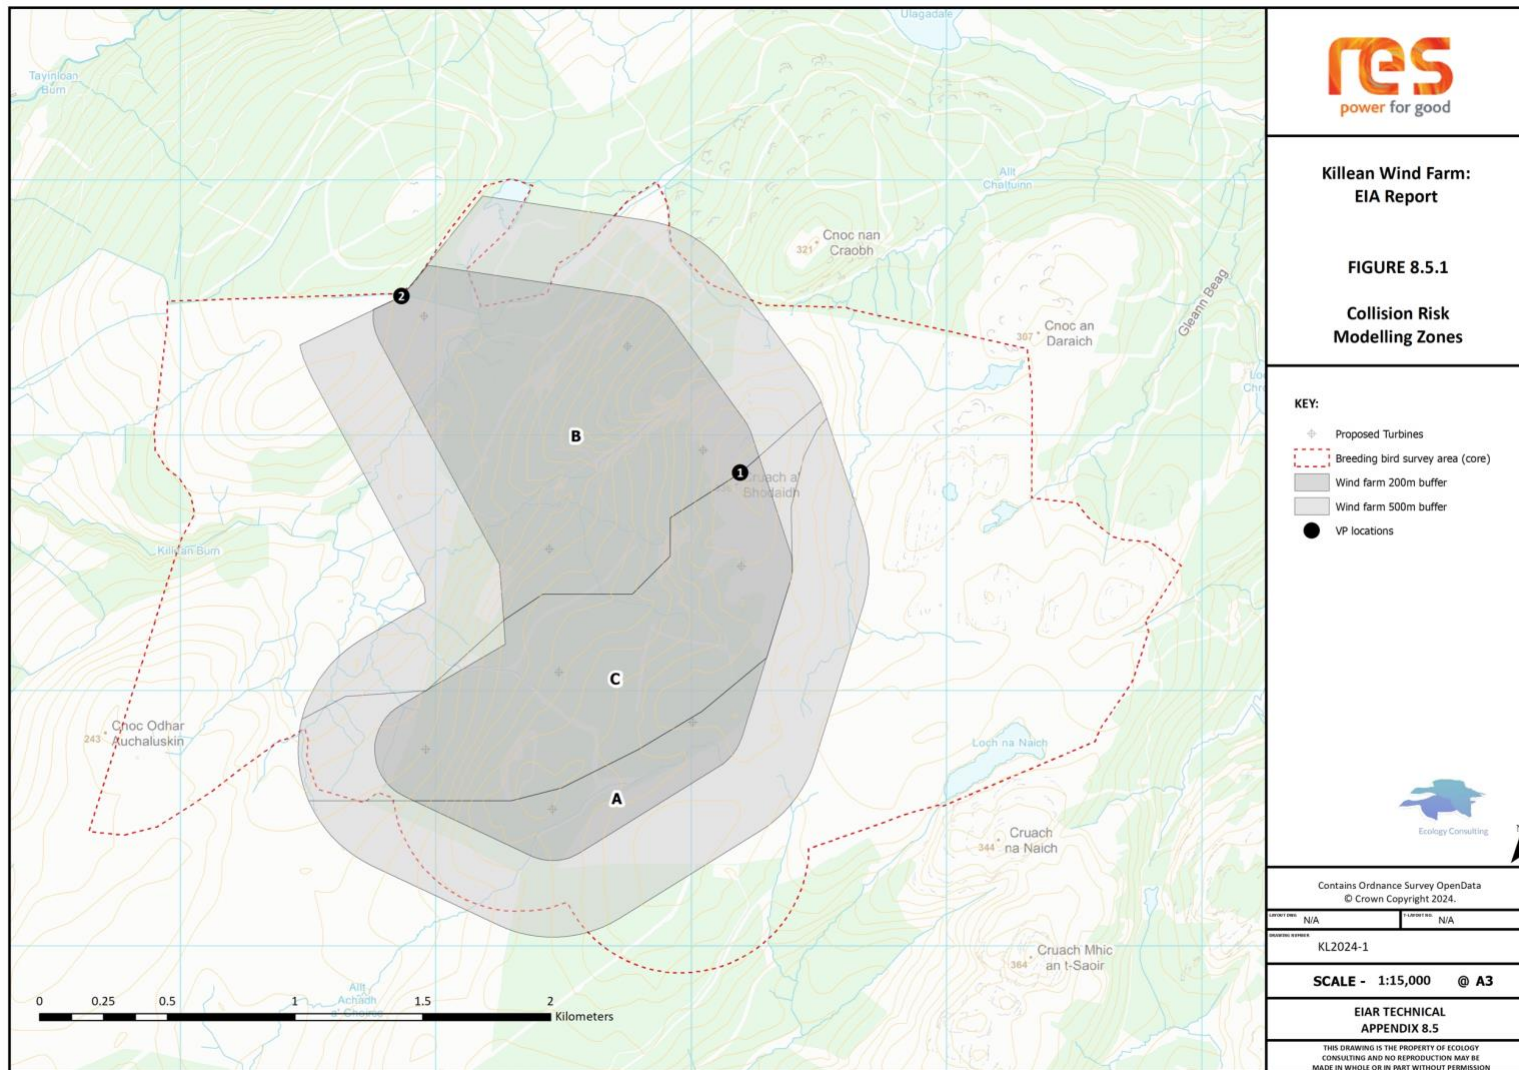 Ulagadale
Tayinloan
Burn
Allt
Chaltuinn
Cnoc nan
Craobh
321
Gleann Beag
Cnoc an
Daraich
307
2
B
1
Cruach a'
Bhodaidh
Killean Burn
C
Cnoc Odhar
Auchaluskin
243
Loch na Naich
A
Cruach
na Naich
344
Cruach Mhic
an t-Saoir
364
Allt
Achadh
a' Choirce
0 0.25 0.5 1 1.5 2
Kilometers
res
power for good
Killean Wind Farm:
EIA Report
FIGURE 8.5.1
Collision Risk
Modelling Zones
KEY:
Proposed Turbines
Breeding bird survey area (core)
Wind farm 200m buffer
Wind farm 500m buffer
VP locations
Ecology Consulting
Contains Ordnance Survey OpenData
© Crown Copyright 2024.
N/A
N/A
DRAWING NUMBER
KL2024-1
SCALE - 1:15,000 @ A3
EIAR TECHNICAL
APPENDIX 8.5
THIS DRAWING IS THE PROPERTY OF ECOLOGY
CONSULTING AND NO REPRODUCTION MAY BE
MADE IN WHOLE OR IN PART WITHOUT PERMISSION